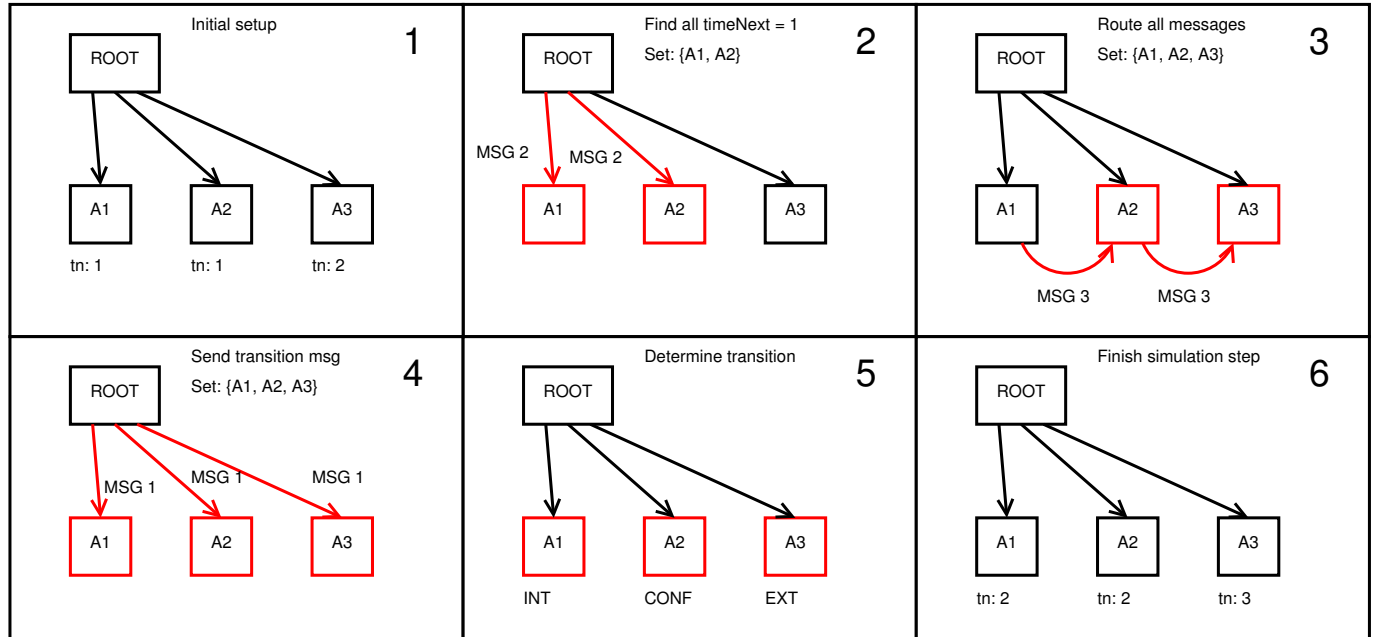 Initial setup
1
ROOT
A1 A2 A3
tn: 1 tn: 1 tn: 2
Find all timeNext = 1
2
Set: {A1, A2}
ROOT
MSG 2 MSG 2
A1 A2 A3
Route all messages
3
Set: {A1, A2, A3}
ROOT
A1 A2 A3
MSG 3 MSG 3
Send transition msg
4
Set: {A1, A2, A3}
ROOT
MSG 1 MSG 1 MSG 1
A1 A2 A3
Determine transition
5
ROOT
A1 A2 A3
INT CONF EXT
Finish simulation step
6
ROOT
A1 A2 A3
tn: 2 tn: 2 tn: 3